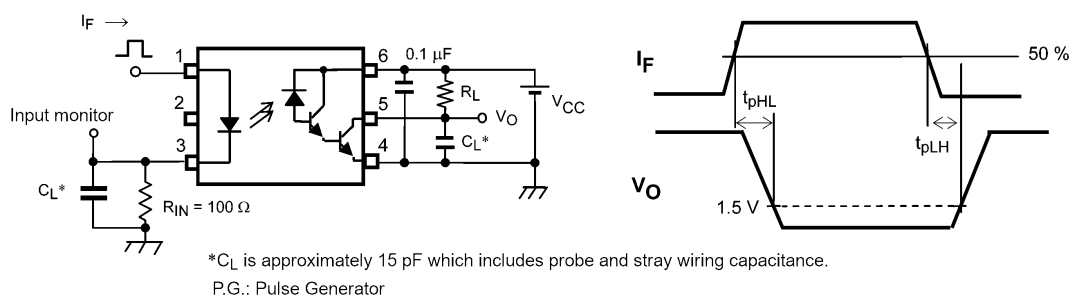 IF →
1
6
0.1 μF
RL
VCC
2
5
VO
Input monitor
3
4
CL*
CL*
RIN = 100 Ω
IF
50 %
tpHL
tpLH
VO
1.5 V
*CL is approximately 15 pF which includes probe and stray wiring capacitance.
P.G.: Pulse Generator